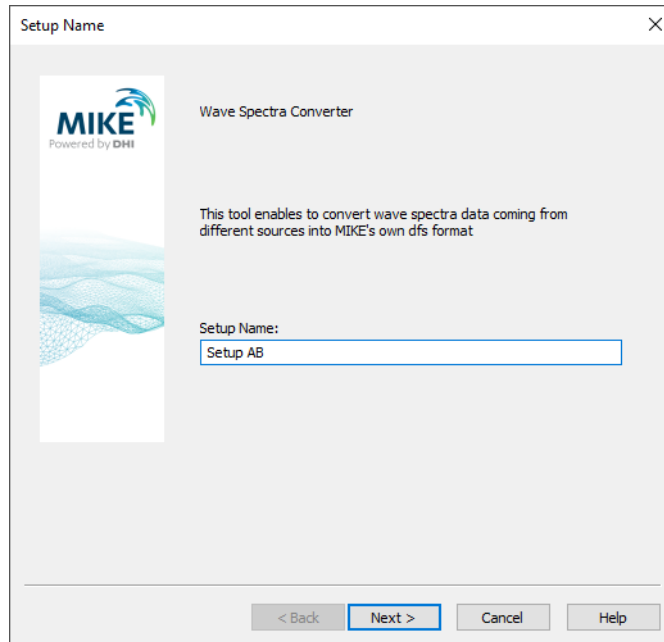 Setup Name
MIKE
Powered by DHI
Wave Spectra Converter
This tool enables to convert wave spectra data coming from
different sources into MIKE's own dfs format
Setup Name:
Setup AB
< Back
Next >
Cancel
Help